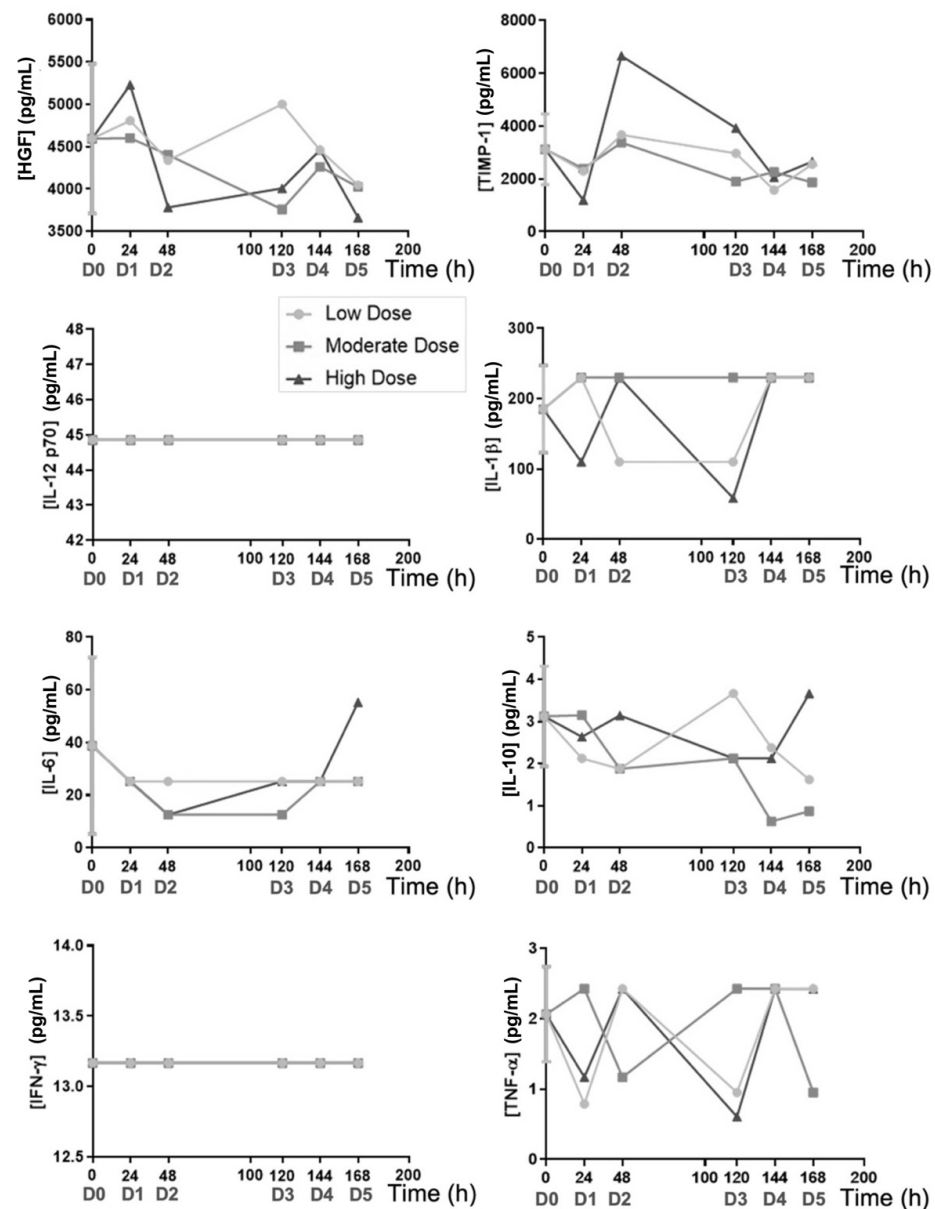 [HGF] (pg/mL)
6000
5500
5000
4500
4000
3500
0 24 48 100 120 144 168 200
D0 D1 D2 D3 D4 D5 Time (h)
[TIMP-1] (pg/mL)
8000
6000
4000
2000
0
0 24 48 100 120 144 168 200
D0 D1 D2 D3 D4 D5 Time (h)
Low Dose
Moderate Dose
High Dose
[IL-12 p70] (pg/mL)
48
47
46
45
44
43
42
0 24 48 100 120 144 168 200
D0 D1 D2 D3 D4 D5 Time (h)
[IL-1β] (pg/mL)
300
200
100
0
0 24 48 100 120 144 168 200
D0 D1 D2 D3 D4 D5 Time (h)
[IL-6] (pg/mL)
80
60
40
20
0
0 24 48 100 120 144 168 200
D0 D1 D2 D3 D4 D5 Time (h)
[IL-10] (pg/mL)
5
4
3
2
1
0
0 24 48 100 120 144 168 200
D0 D1 D2 D3 D4 D5 Time (h)
[IFN-γ] (pg/mL)
14.0
13.5
13.0
12.5
0 24 48 100 120 144 168 200
D0 D1 D2 D3 D4 D5 Time (h)
[TNF-α] (pg/mL)
3
2
1
0
0 24 48 100 120 144 168 200
D0 D1 D2 D3 D4 D5 Time (h)